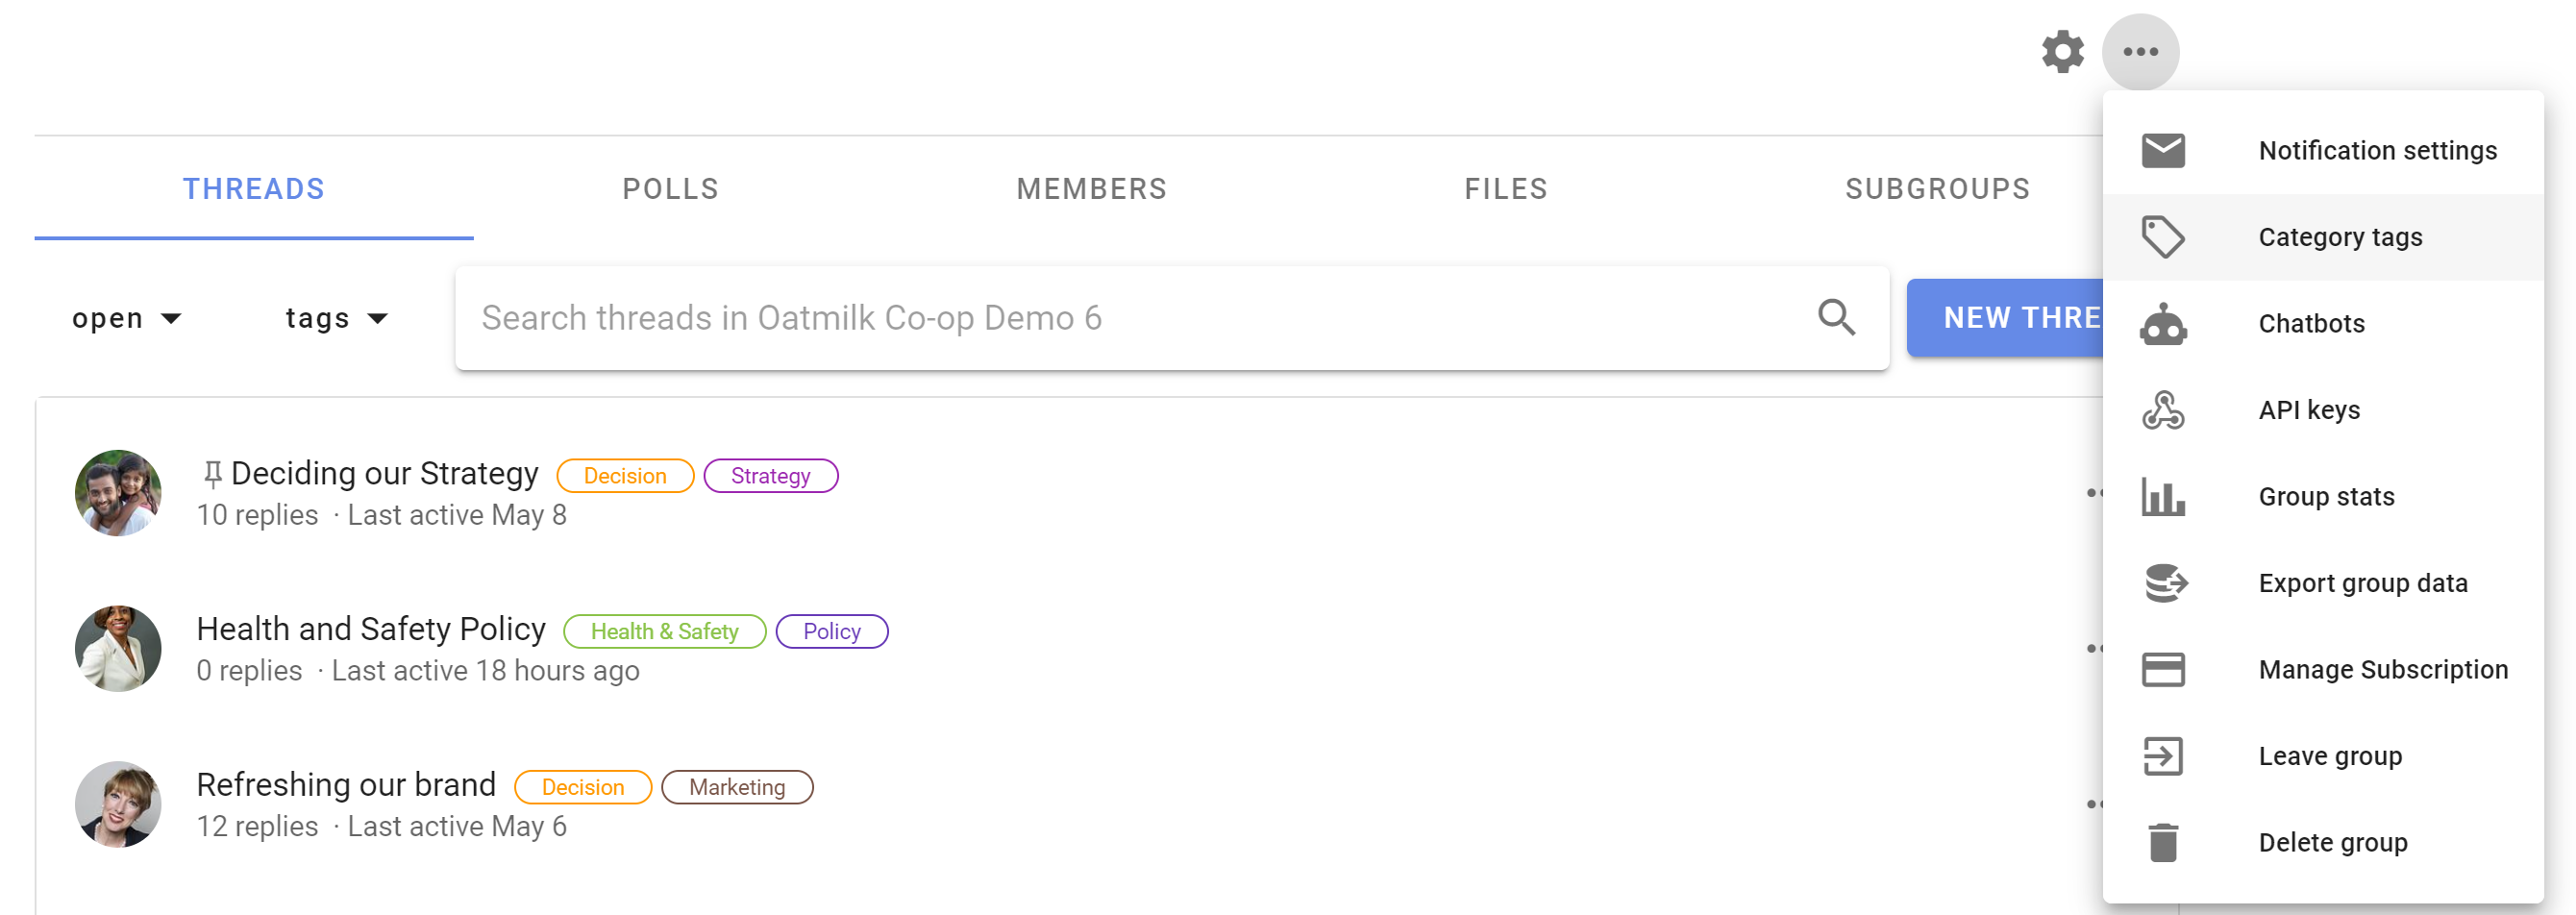 THREADS POLLS MEMBERS FILES SUBGROUPS
open tags Search threads in Oatmilk Co-op Demo 6 NEW THRE
Deciding our Strategy Decision Strategy
10 replies · Last active May 8
Health and Safety Policy Health & Safety Policy
0 replies · Last active 18 hours ago
Refreshing our brand Decision Marketing
12 replies · Last active May 6
Notification settings
Category tags
Chatbots
API keys
Group stats
Export group data
Manage Subscription
Leave group
Delete group